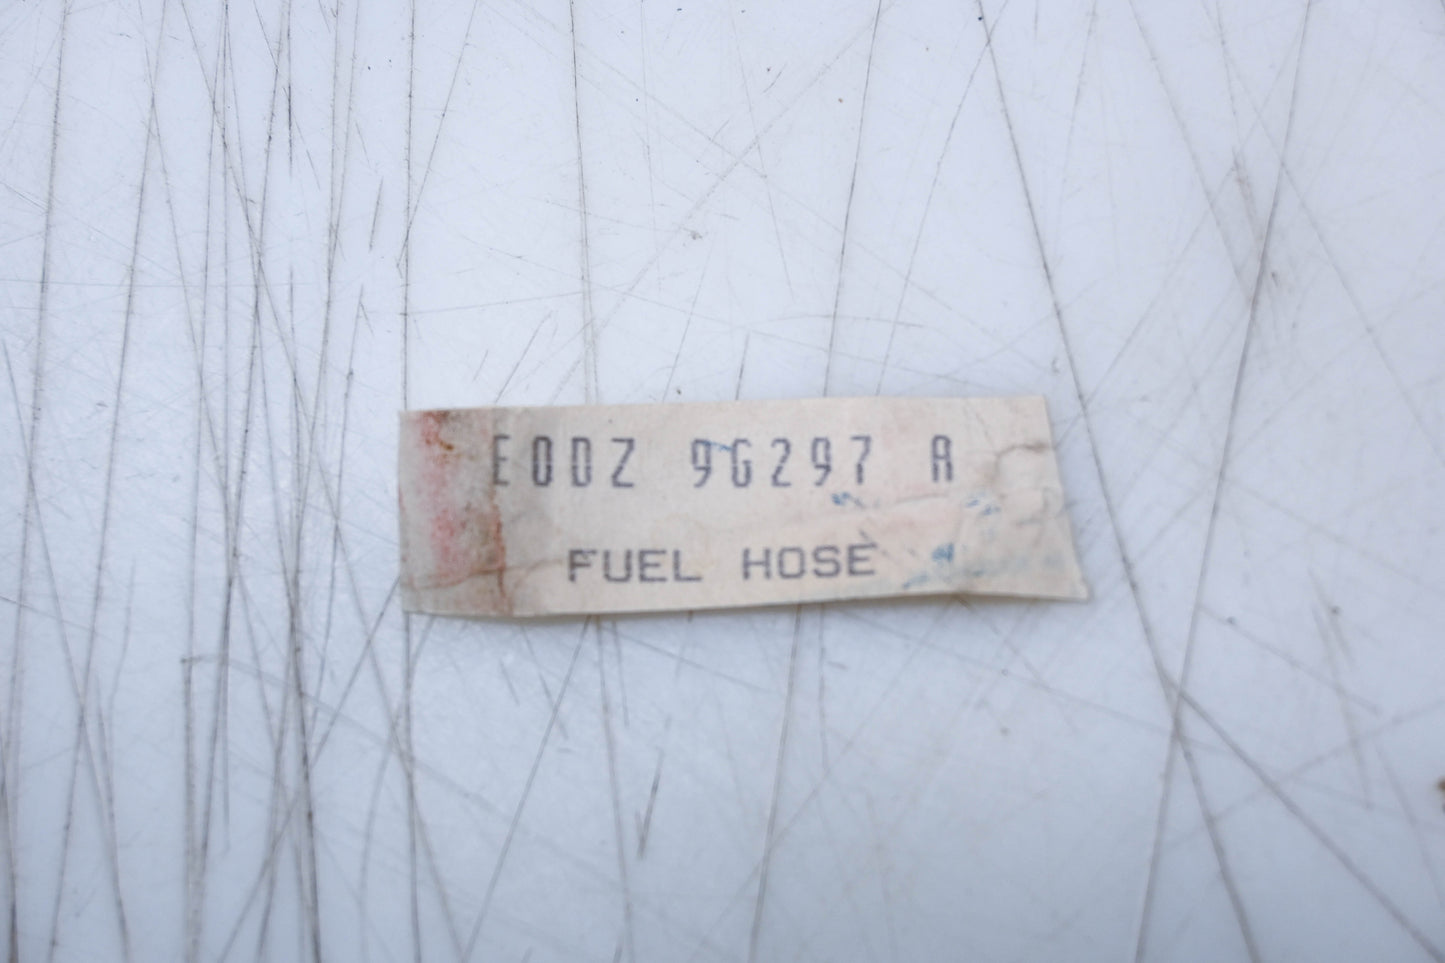 E0DZ 9G297 A
FUEL HOSE